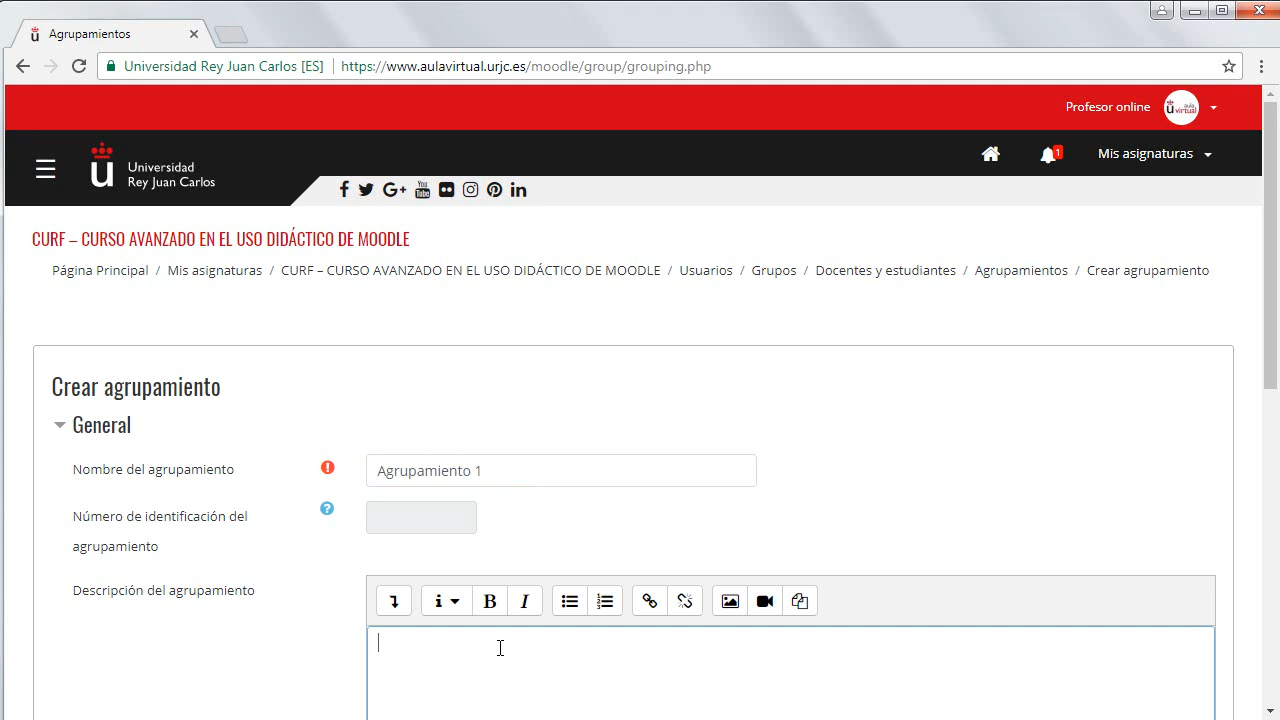 Agrupamientos
Universidad Rey Juan Carlos [ES] https://www.aulavirtual.urjc.es/moodle/group/grouping.php
Profesor online
aula
virtual
Universidad
Rey Juan Carlos
1
Mis asignaturas
CURF – CURSO AVANZADO EN EL USO DIDÁCTICO DE MOODLE
Página Principal / Mis asignaturas / CURF – CURSO AVANZADO EN EL USO DIDÁCTICO DE MOODLE / Usuarios / Grupos / Docentes y estudiantes / Agrupamientos / Crear agrupamiento
Crear agrupamiento
General
Nombre del agrupamiento
Agrupamiento 1
Número de identificación del
agrupamiento
Descripción del agrupamiento